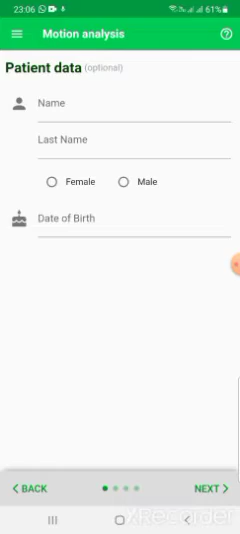 23:06 61%
Motion analysis
Patient data (optional)
Name
Last Name
Female Male
Date of Birth
BACK NEXT
XRecorder